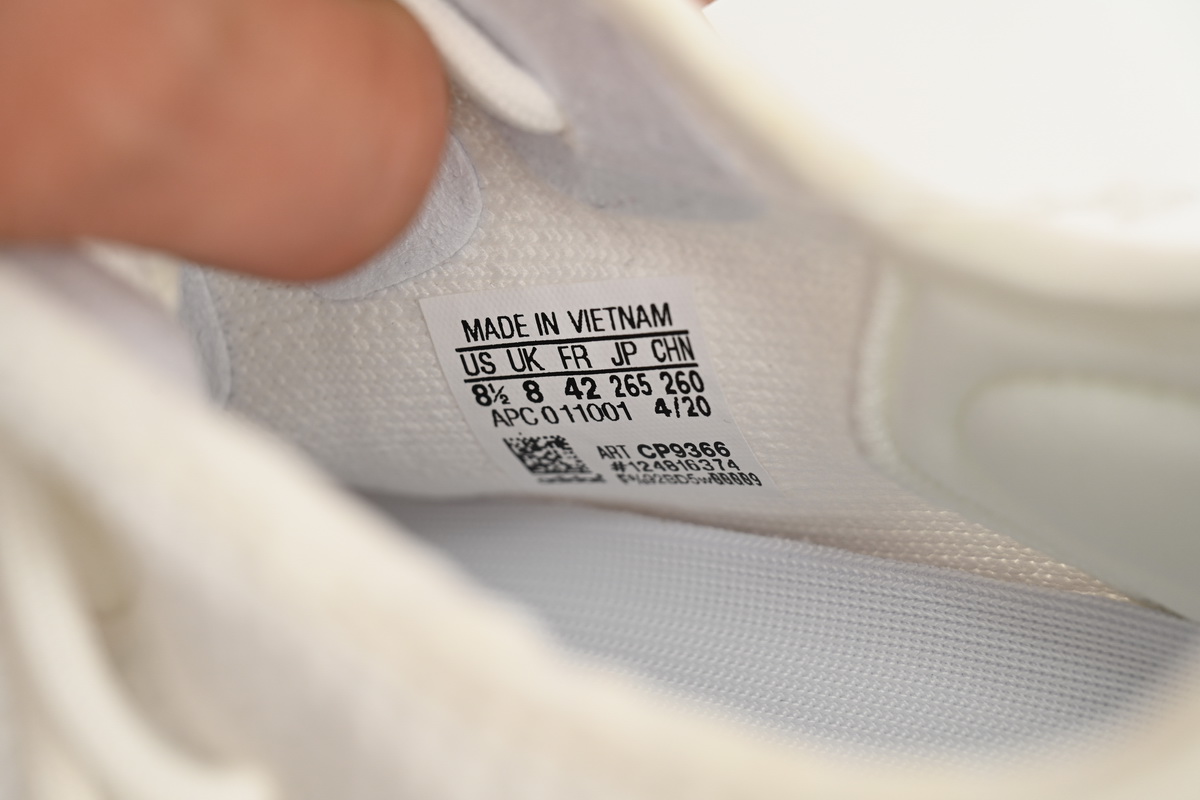 MADE IN VIETNAM
US UK FR JP CHN
8½ 8 42 265 260
APC 011001 4/20
ART CP9366
#124816374